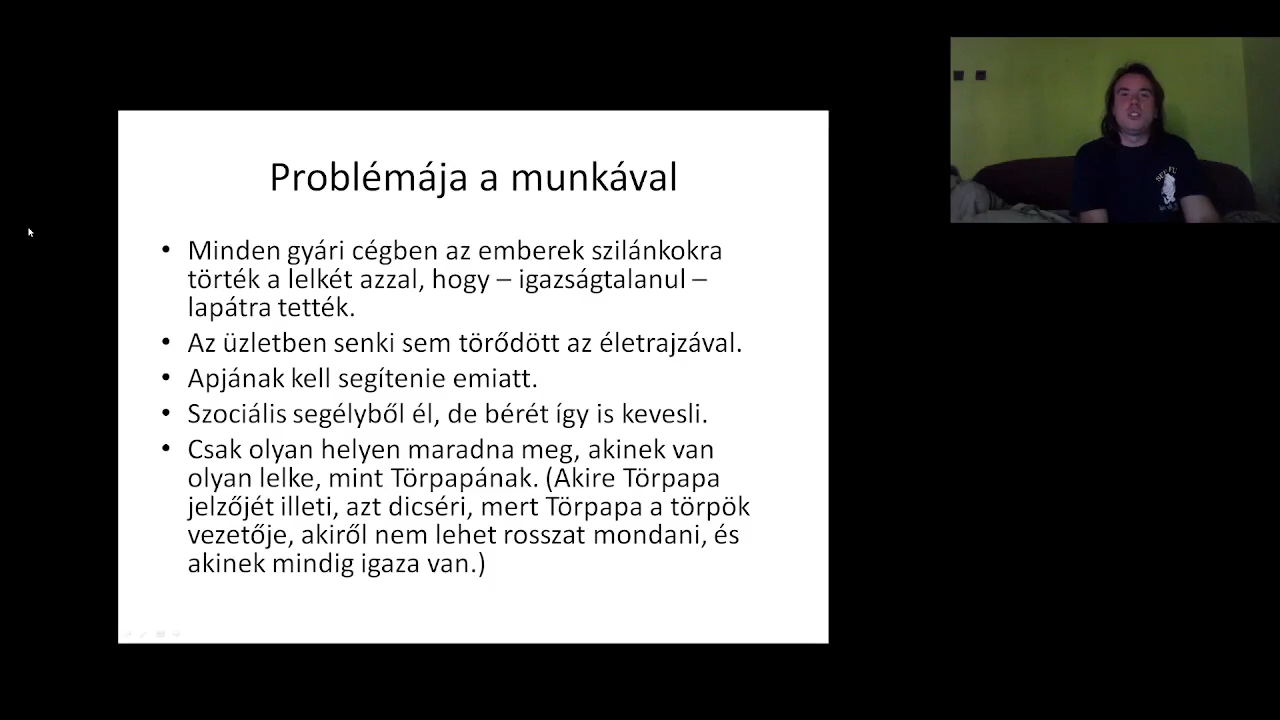 Problémája a munkával
• Minden gyári cégben az emberek szilánkokra
törték a lelkét azzal, hogy – igazságtalanul –
lapátra tették.
• Az üzletben senki sem törődött az életrajzával.
• Apjának kell segítenie emiatt.
• Szociális segélyből él, de bérét így is kevesli.
• Csak olyan helyen maradna meg, akinek van
olyan lelke, mint Törpapának. (Akire Törpapa
jelzőjét illeti, azt dicséri, mert Törpapa a törpök
vezetője, akiről nem lehet rosszat mondani, és
akinek mindig igaza van.)